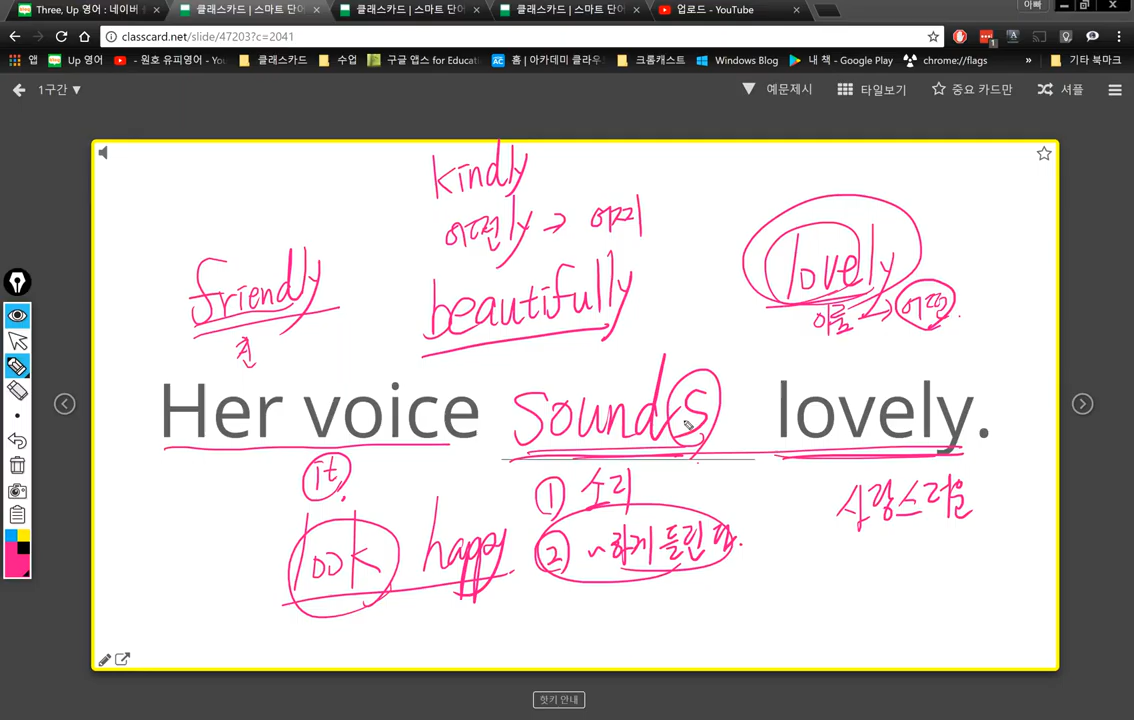 Three, Up 영어 : 네이버
클래스카드 | 스마트 단어
클래스카드 | 스마트 단어
클래스카드 | 스마트 단어
업로드 - YouTube
아빠
classcard.net/slide/47203?c=2041
앱
Up 영어
- 원호 유피영어 - You
클래스카드
수업
구글 앱스 for Educati
홈 | 아카데미 클라우
크롬캐스트
Windows Blog
내 책 - Google Play
chrome://flags
»
기타 북마크
1구간 ▼
예문제시
타일보기
중요 카드만
셔플
kindly
어떤ly → 어찌
friendly
친
beautifully
lovely
이름 → 어떤.
Her voice sounds lovely.
it.
① 소리
사랑스러운
look happy.
② ~하게 들린다.
핫키 안내